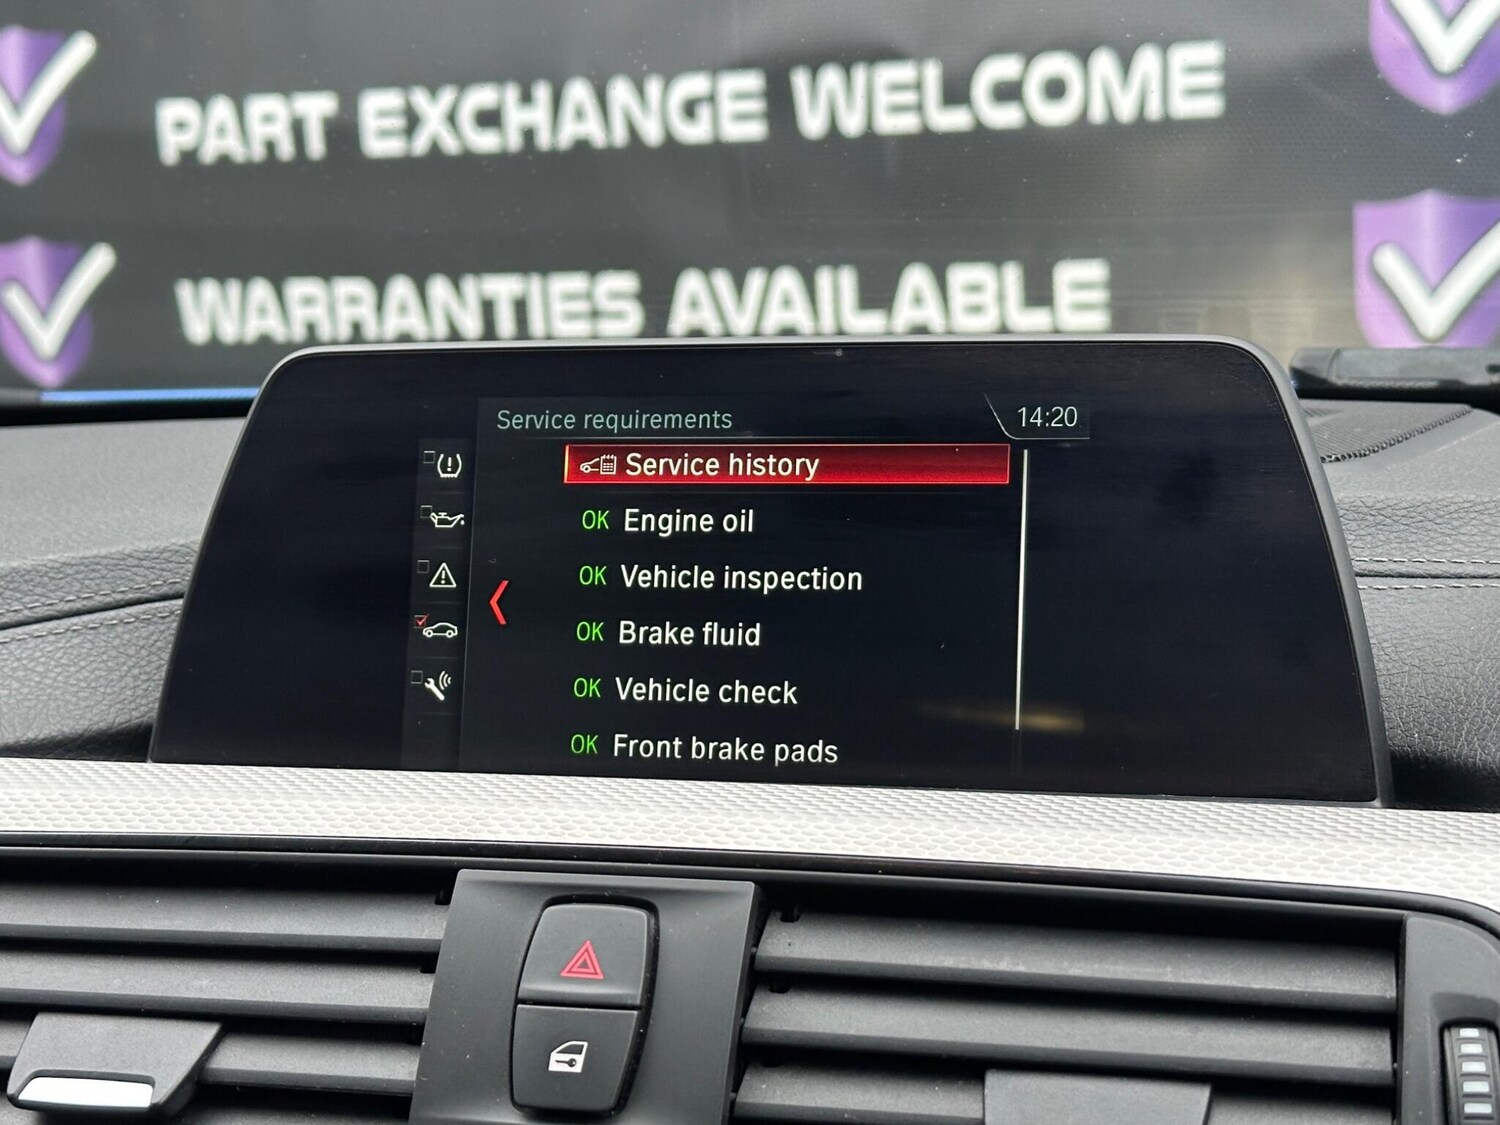 PART EXCHANGE WELCOME
WARRANTIES AVAILABLE
Service requirements
14:20
Service history
OK Engine oil
OK Vehicle inspection
OK Brake fluid
OK Vehicle check
OK Front brake pads